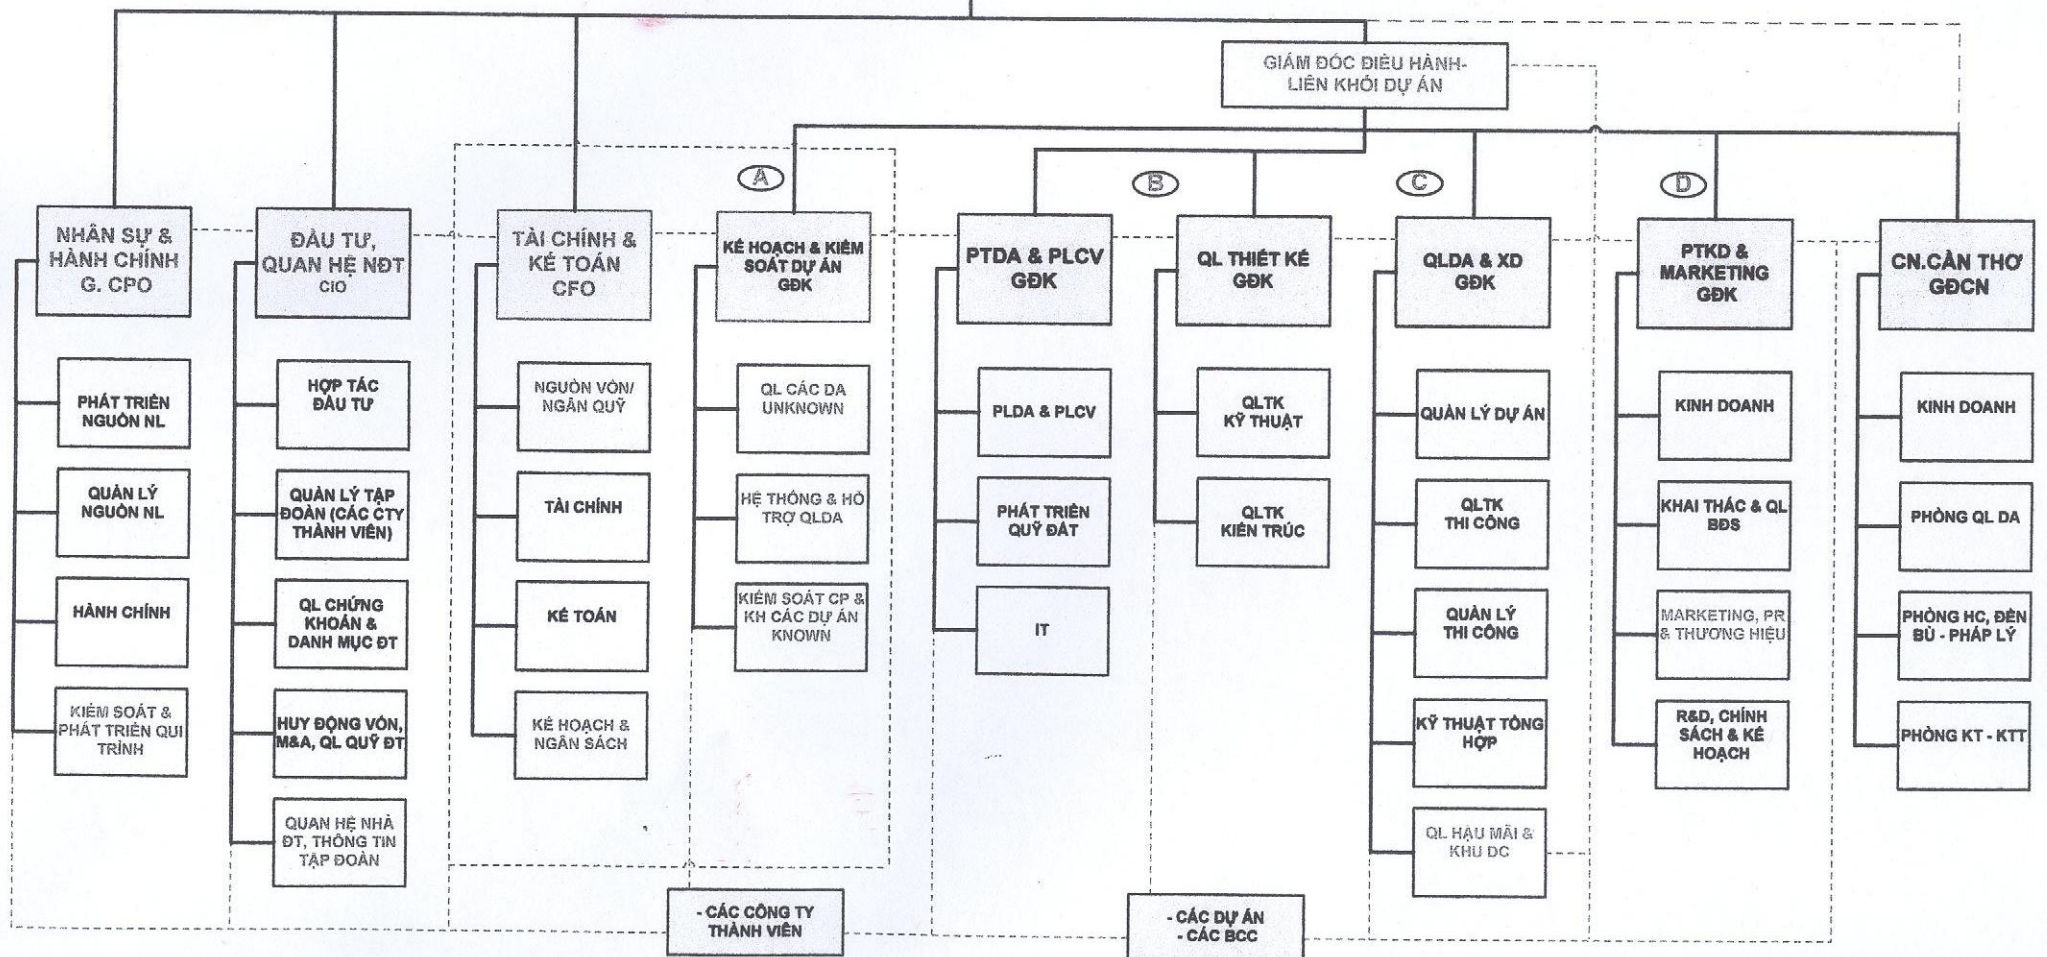 GIÁM ĐỐC ĐIỀU HÀNH-
LIÊN KHỐI DỰ ÁN
A
B
C
D
NHÂN SỰ &
HÀNH CHÍNH
G. CPO
ĐẦU TƯ,
QUAN HỆ NĐT
CIO
TÀI CHÍNH &
KẾ TOÁN
CFO
KẾ HOẠCH & KIỂM
SOÁT DỰ ÁN
GĐK
PTDA & PLCV
GĐK
QL THIẾT KẾ
GĐK
QLDA & XD
GĐK
PTKD &
MARKETING
GĐK
CN.CẦN THƠ
GĐCN
PHÁT TRIỂN
NGUỒN NL
QUẢN LÝ
NGUỒN NL
HÀNH CHÍNH
KIỂM SOÁT &
PHÁT TRIỂN QUI
TRÌNH
HỢP TÁC
ĐẦU TƯ
QUẢN LÝ TẬP
ĐOÀN (CÁC CTY
THÀNH VIÊN)
QL CHỨNG
KHOÁN &
DANH MỤC ĐT
HUY ĐỘNG VỐN,
M&A, QL QUỸ ĐT
QUAN HỆ NHÀ
ĐT, THÔNG TIN
TẬP ĐOÀN
NGUỒN VỐN/
NGÂN QUỸ
TÀI CHÍNH
KẾ TOÁN
KẾ HOẠCH &
NGÂN SÁCH
QL CÁC DA
UNKNOWN
HỆ THỐNG & HỖ
TRỢ QLDA
KIỂM SOÁT CP &
KH CÁC DỰ ÁN
KNOWN
PLDA & PLCV
PHÁT TRIỂN
QUỸ ĐẤT
IT
QLTK
KỸ THUẬT
QLTK
KIẾN TRÚC
QUẢN LÝ DỰ ÁN
QLTK
THI CÔNG
QUẢN LÝ
THI CÔNG
KỸ THUẬT TỔNG
HỢP
QL HẬU MÃI &
KHU DC
KINH DOANH
KHAI THÁC & QL
BĐS
MARKETING, PR
& THƯƠNG HIỆU
R&D, CHÍNH
SÁCH & KẾ
HOẠCH
KINH DOANH
PHÒNG QL DA
PHÒNG HC, ĐỀN
BÙ - PHÁP LÝ
PHÒNG KT - KTT
- CÁC CÔNG TY
THÀNH VIÊN
- CÁC DỰ ÁN
- CÁC BCC